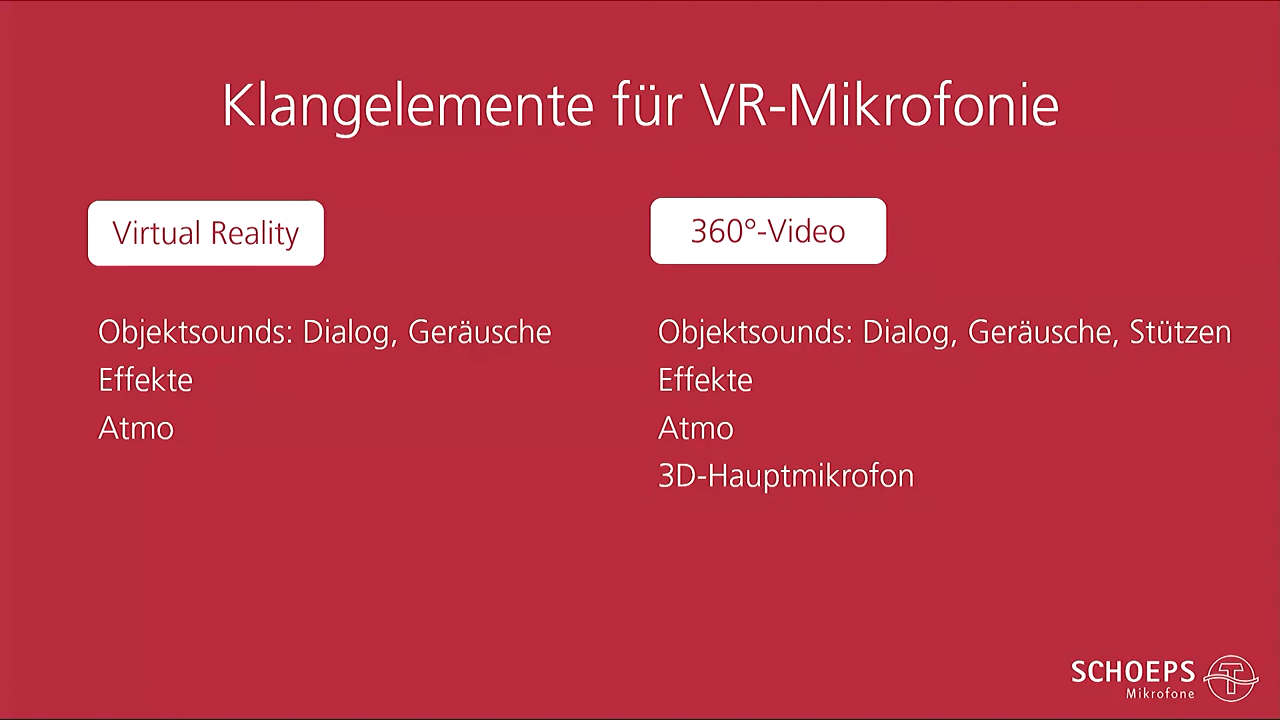 Klangelemente für VR-Mikrofonie
Virtual Reality
Objektsounds: Dialog, Geräusche
Effekte
Atmo
360°-Video
Objektsounds: Dialog, Geräusche, Stützen
Effekte
Atmo
3D-Hauptmikrofon
SCHOEPS
Mikrofone